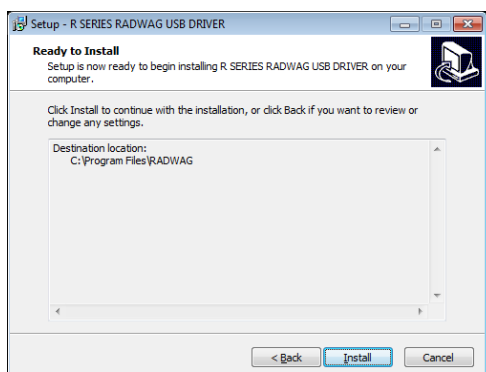 Setup - R SERIES RADWAG USB DRIVER
Ready to Install
Setup is now ready to begin installing R SERIES RADWAG USB DRIVER on your
computer.
Click Install to continue with the installation, or click Back if you want to review or
change any settings.
Destination location:
C:\Program Files\RADWAG
< Back
Install
Cancel